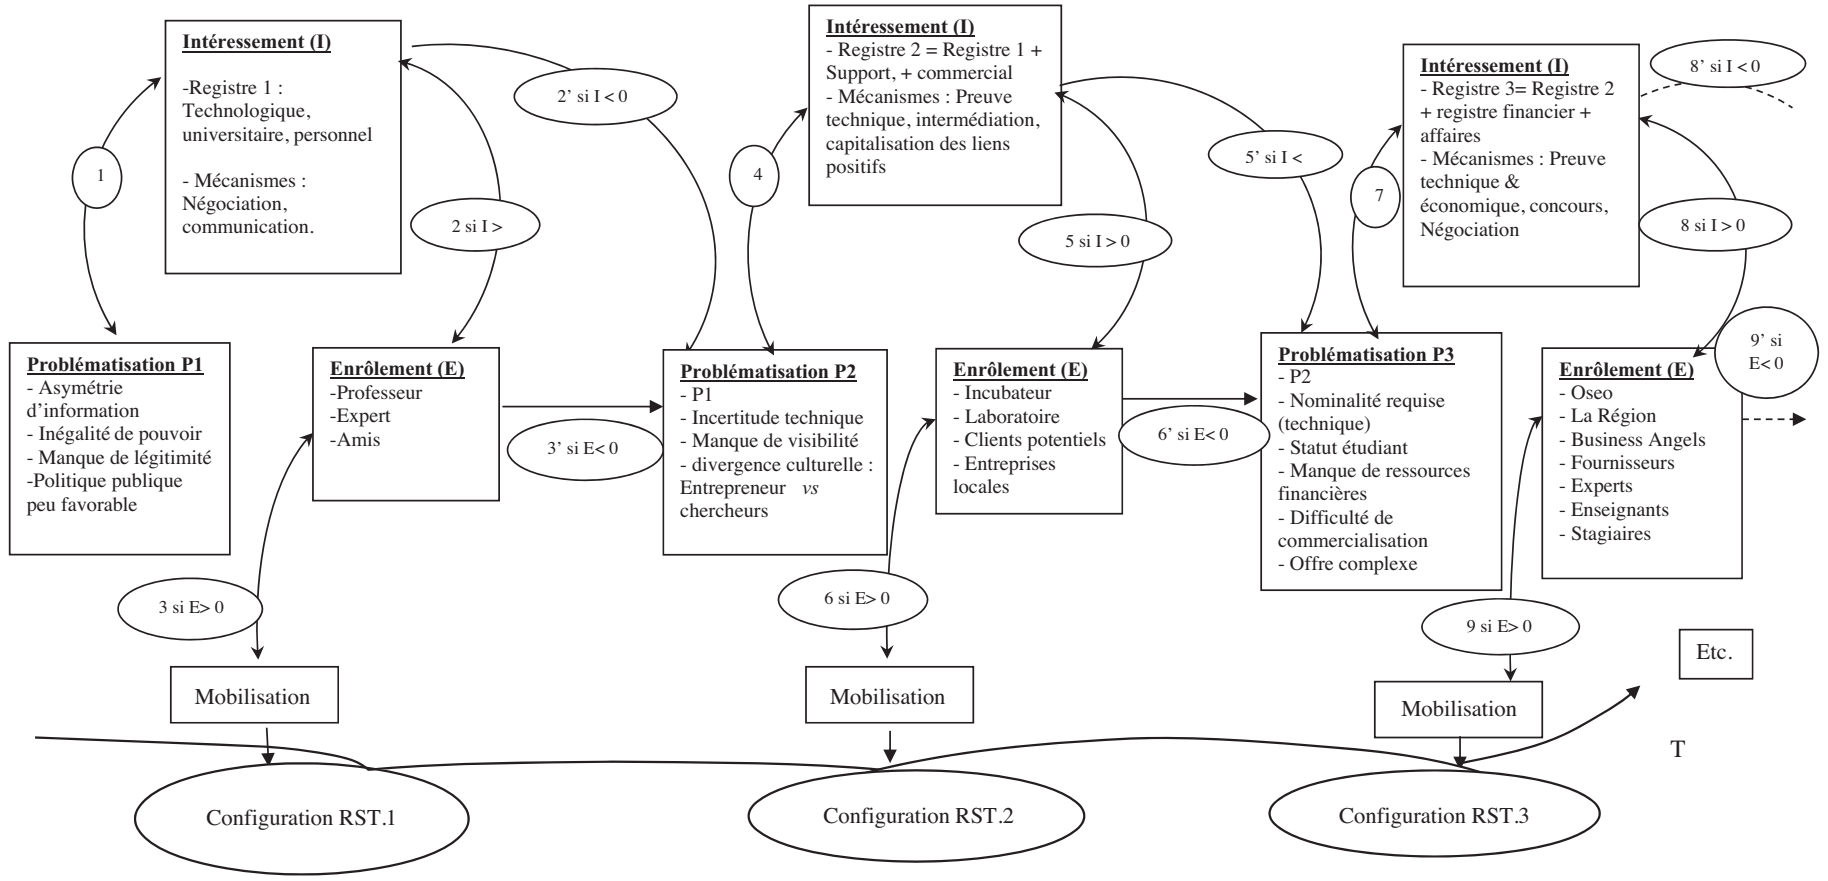 Intéressement (I)
-Registre 1 :
Technologique,
universitaire, personnel
- Mécanismes :
Négociation,
communication.
1
2' si I < 0
2 si I >
Problématisation P1
- Asymétrie
d'information
- Inégalité de pouvoir
- Manque de légitimité
-Politique publique
peu favorable
Enrôlement (E)
-Professeur
-Expert
-Amis
3' si E< 0
3 si E> 0
Mobilisation
Configuration RST.1
Intéressement (I)
- Registre 2 = Registre 1 +
Support, + commercial
- Mécanismes : Preuve
technique, intermédiation,
capitalisation des liens
positifs
4
5' si I <
5 si I > 0
Problématisation P2
- P1
- Incertitude technique
- Manque de visibilité
- divergence culturelle :
Entrepreneur vs
chercheurs
Enrôlement (E)
- Incubateur
- Laboratoire
- Clients potentiels
- Entreprises
locales
6' si E< 0
6 si E> 0
Mobilisation
Configuration RST.2
Intéressement (I)
- Registre 3= Registre 2
+ registre financier +
affaires
- Mécanismes : Preuve
technique &
économique, concours,
Négociation
7
8' si I < 0
8 si I > 0
Problématisation P3
- P2
- Nominalité requise
(technique)
- Statut étudiant
- Manque de ressources
financières
- Difficulté de
commercialisation
- Offre complexe
Enrôlement (E)
- Oseo
- La Région
- Business Angels
- Fournisseurs
- Experts
- Enseignants
- Stagiaires
9' si
E< 0
9 si E> 0
Etc.
Mobilisation
T
Configuration RST.3